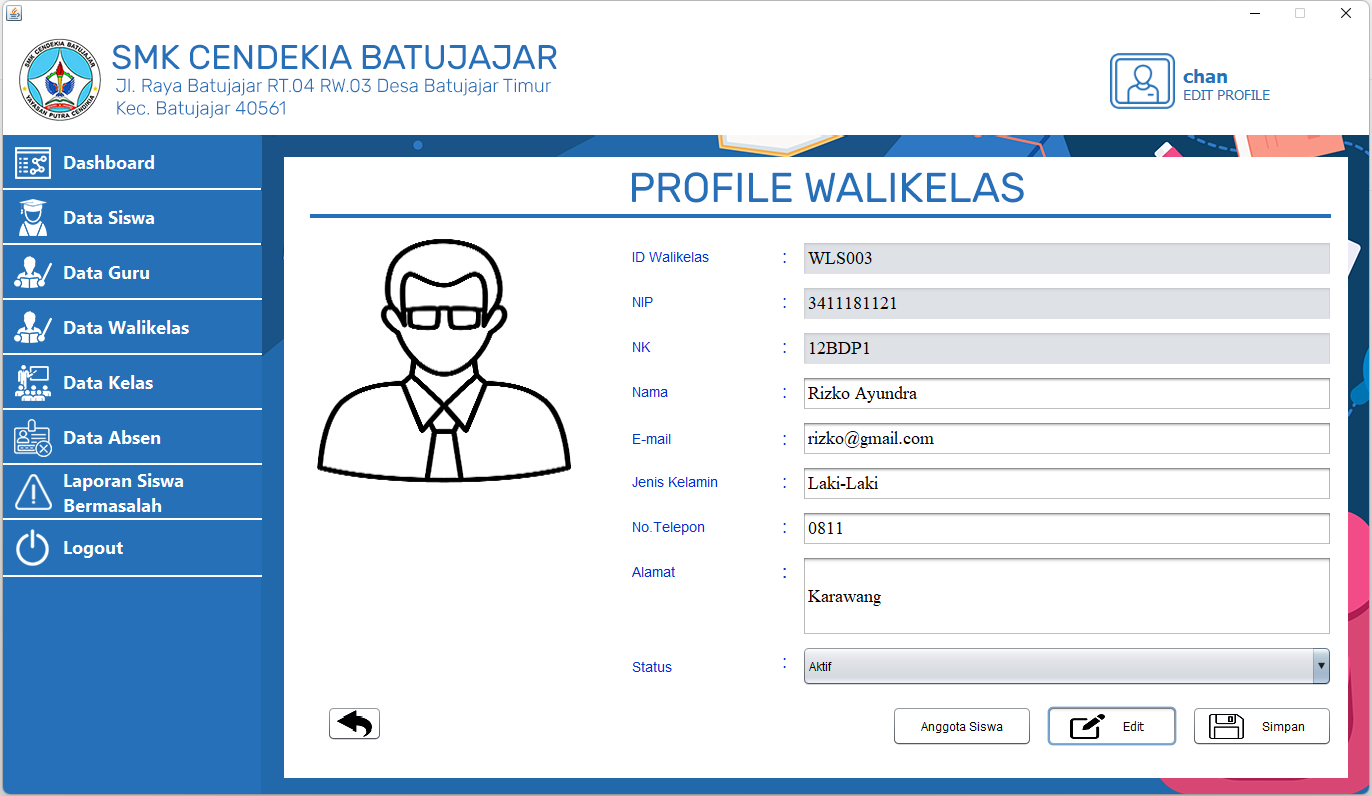 SMK CENDEKIA BATUJAJAR
YAYASAN PUTRA CENDIKIA
SMK CENDEKIA BATUJAJAR
Jl. Raya Batujajar RT.04 RW.03 Desa Batujajar Timur
Kec. Batujajar 40561
chan
EDIT PROFILE
Dashboard
Data Siswa
Data Guru
Data Walikelas
Data Kelas
Data Absen
Laporan Siswa
Bermasalah
Logout
PROFILE WALIKELAS
ID Walikelas : WLS003
NIP : 3411181121
NK : 12BDP1
Nama : Rizko Ayundra
E-mail : rizko@gmail.com
Jenis Kelamin : Laki-Laki
No.Telepon : 0811
Alamat : Karawang
Status : Aktif
Anggota Siswa
Edit
Simpan